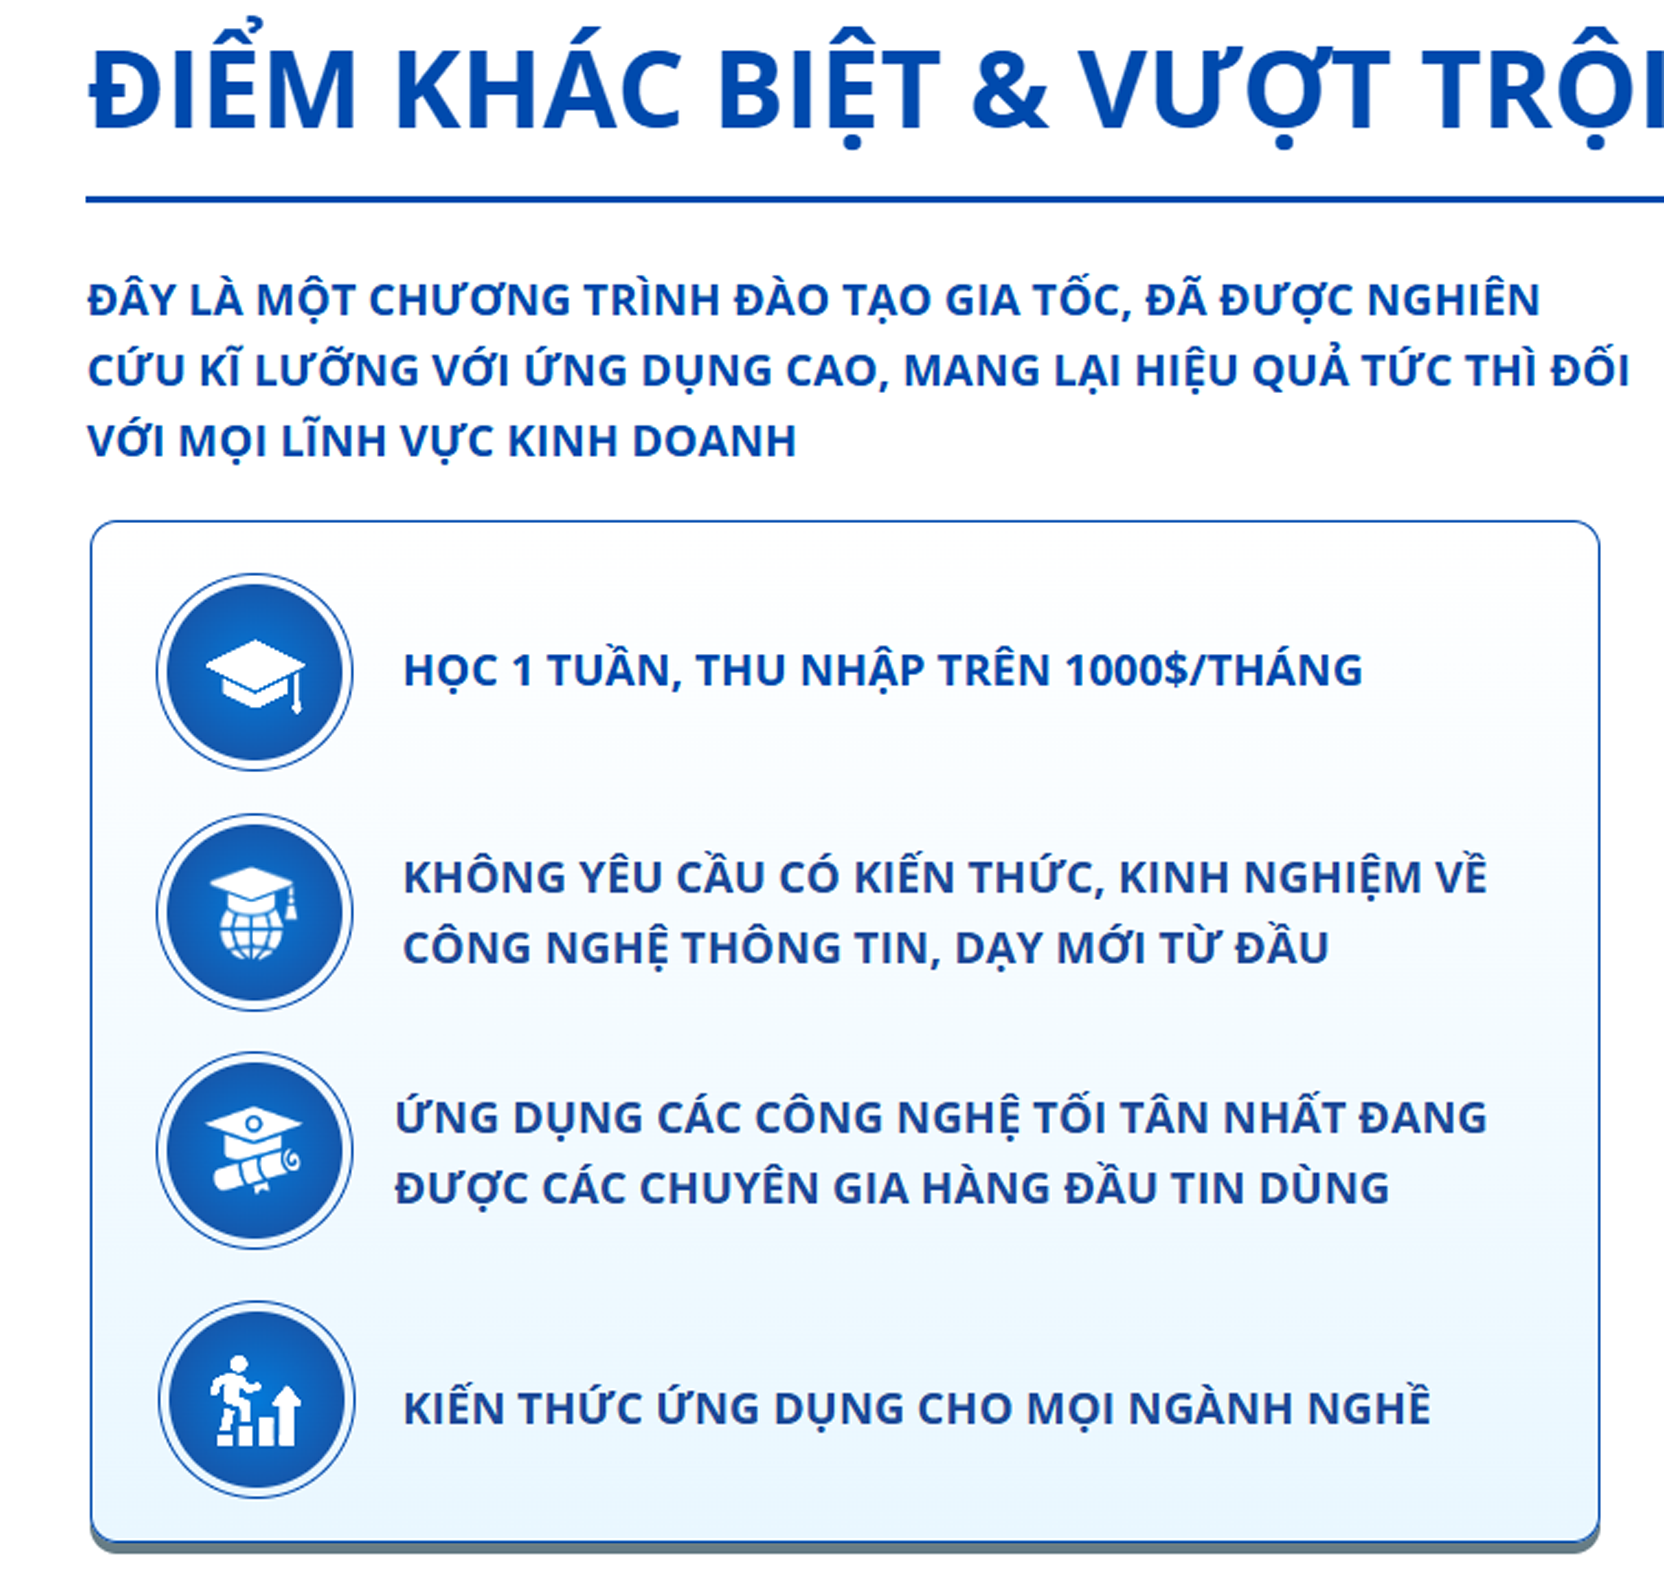 ĐIỂM KHÁC BIỆT & VƯỢT TRỘI
ĐÂY LÀ MỘT CHƯƠNG TRÌNH ĐÀO TẠO GIA TỐC, ĐÃ ĐƯỢC NGHIÊN
CỨU KĨ LƯỠNG VỚI ỨNG DỤNG CAO, MANG LẠI HIỆU QUẢ TỨC THÌ ĐỐI
VỚI MỌI LĨNH VỰC KINH DOANH
HỌC 1 TUẦN, THU NHẬP TRÊN 1000$/THÁNG
KHÔNG YÊU CẦU CÓ KIẾN THỨC, KINH NGHIỆM VỀ
CÔNG NGHỆ THÔNG TIN, DẠY MỚI TỪ ĐẦU
ỨNG DỤNG CÁC CÔNG NGHỆ TỐI TÂN NHẤT ĐANG
ĐƯỢC CÁC CHUYÊN GIA HÀNG ĐẦU TIN DÙNG
KIẾN THỨC ỨNG DỤNG CHO MỌI NGÀNH NGHỀ